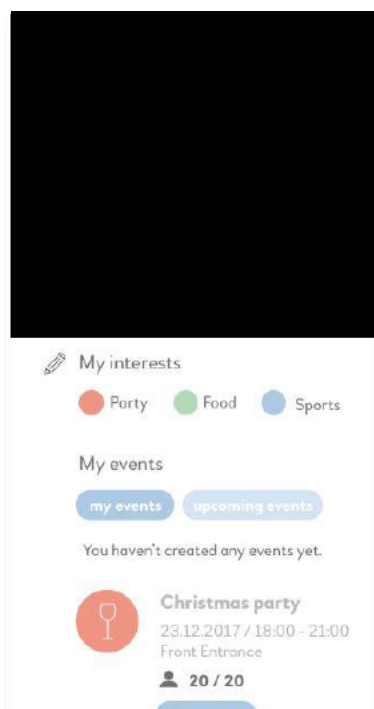 My interests
Party Food Sports
My events
my events upcoming events
You haven't created any events yet.
Christmas party
23.12.2017 / 18:00 - 21:00
Front Entrance
20 / 20